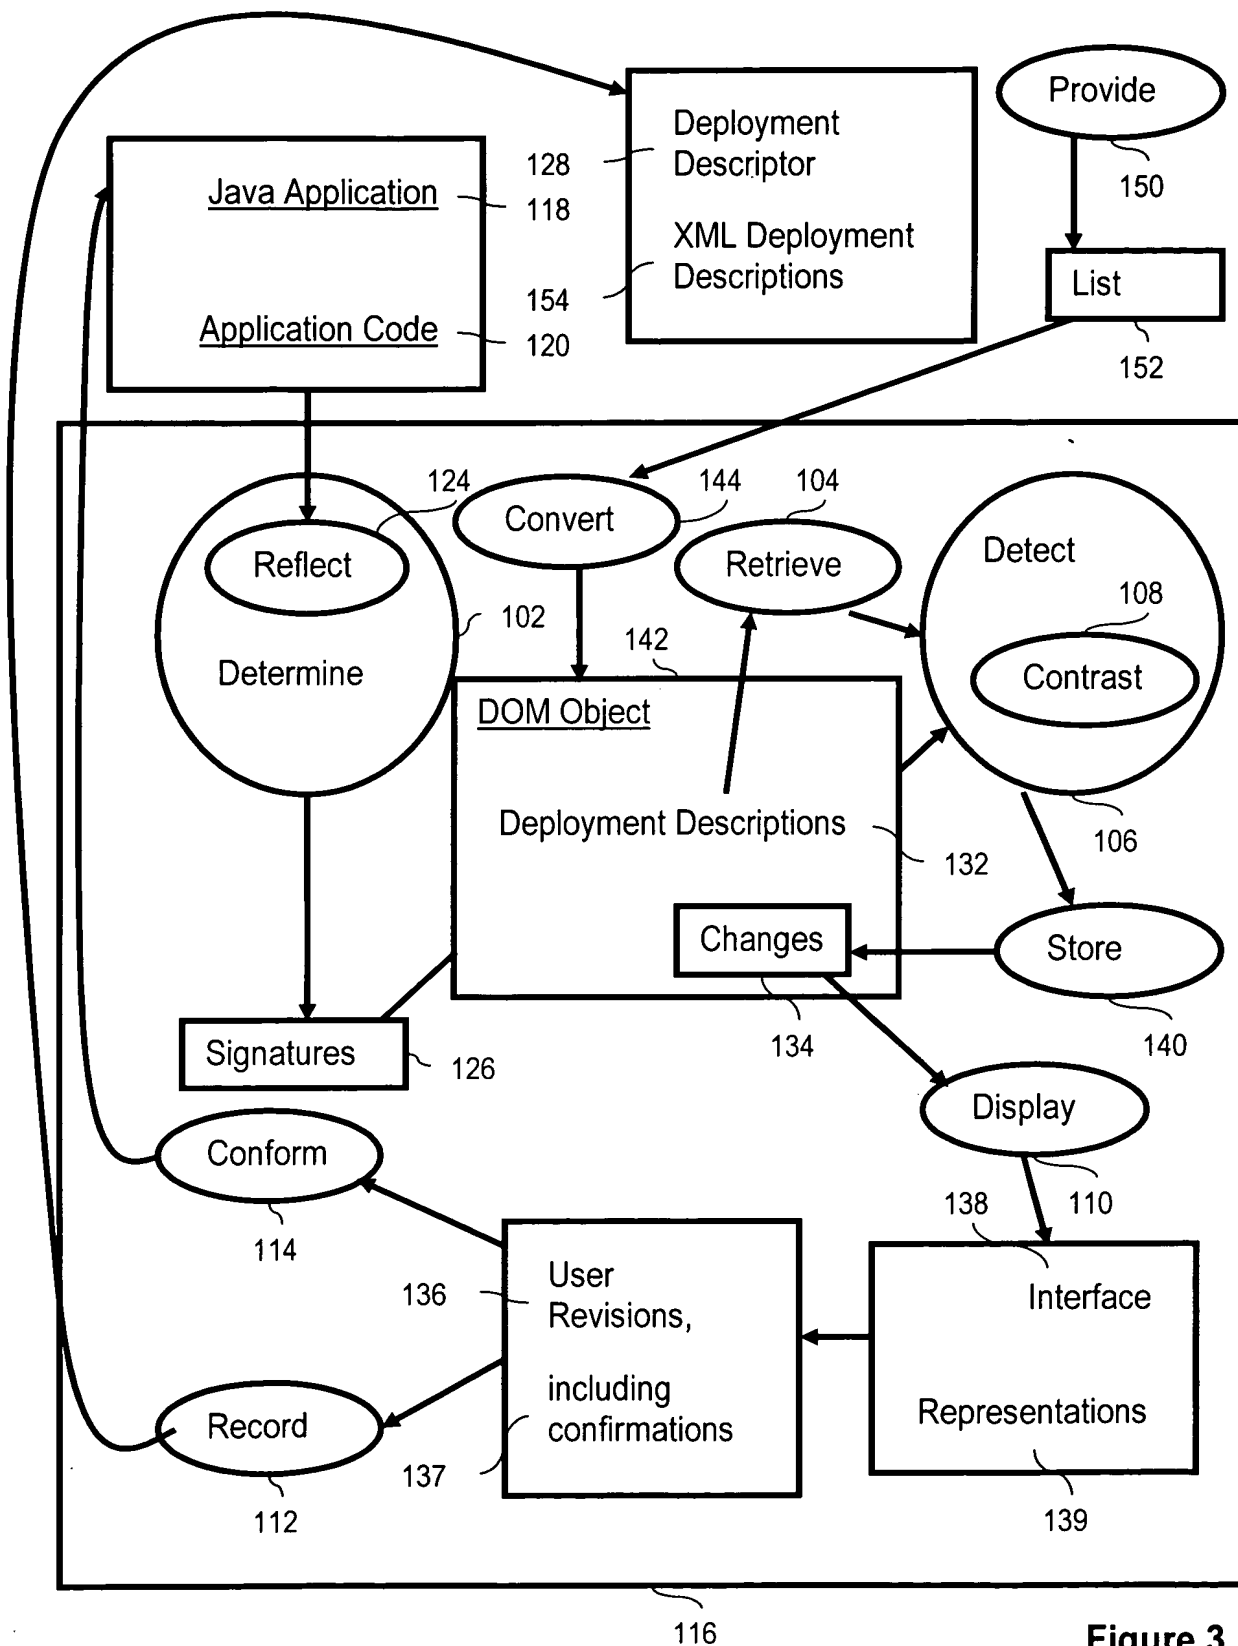 Provide
150
Deployment
Descriptor
128
XML Deployment
Descriptions
154
Java Application
118
Application Code
120
List
152
124
Reflect
Determine
102
Convert
144
104
Retrieve
Detect
108
Contrast
106
142
DOM Object
Deployment Descriptions
132
Changes
134
Store
140
Signatures
126
Display
110
Conform
114
138
Interface
Representations
139
136
User
Revisions,
including
confirmations
137
Record
112
116
Figure 3